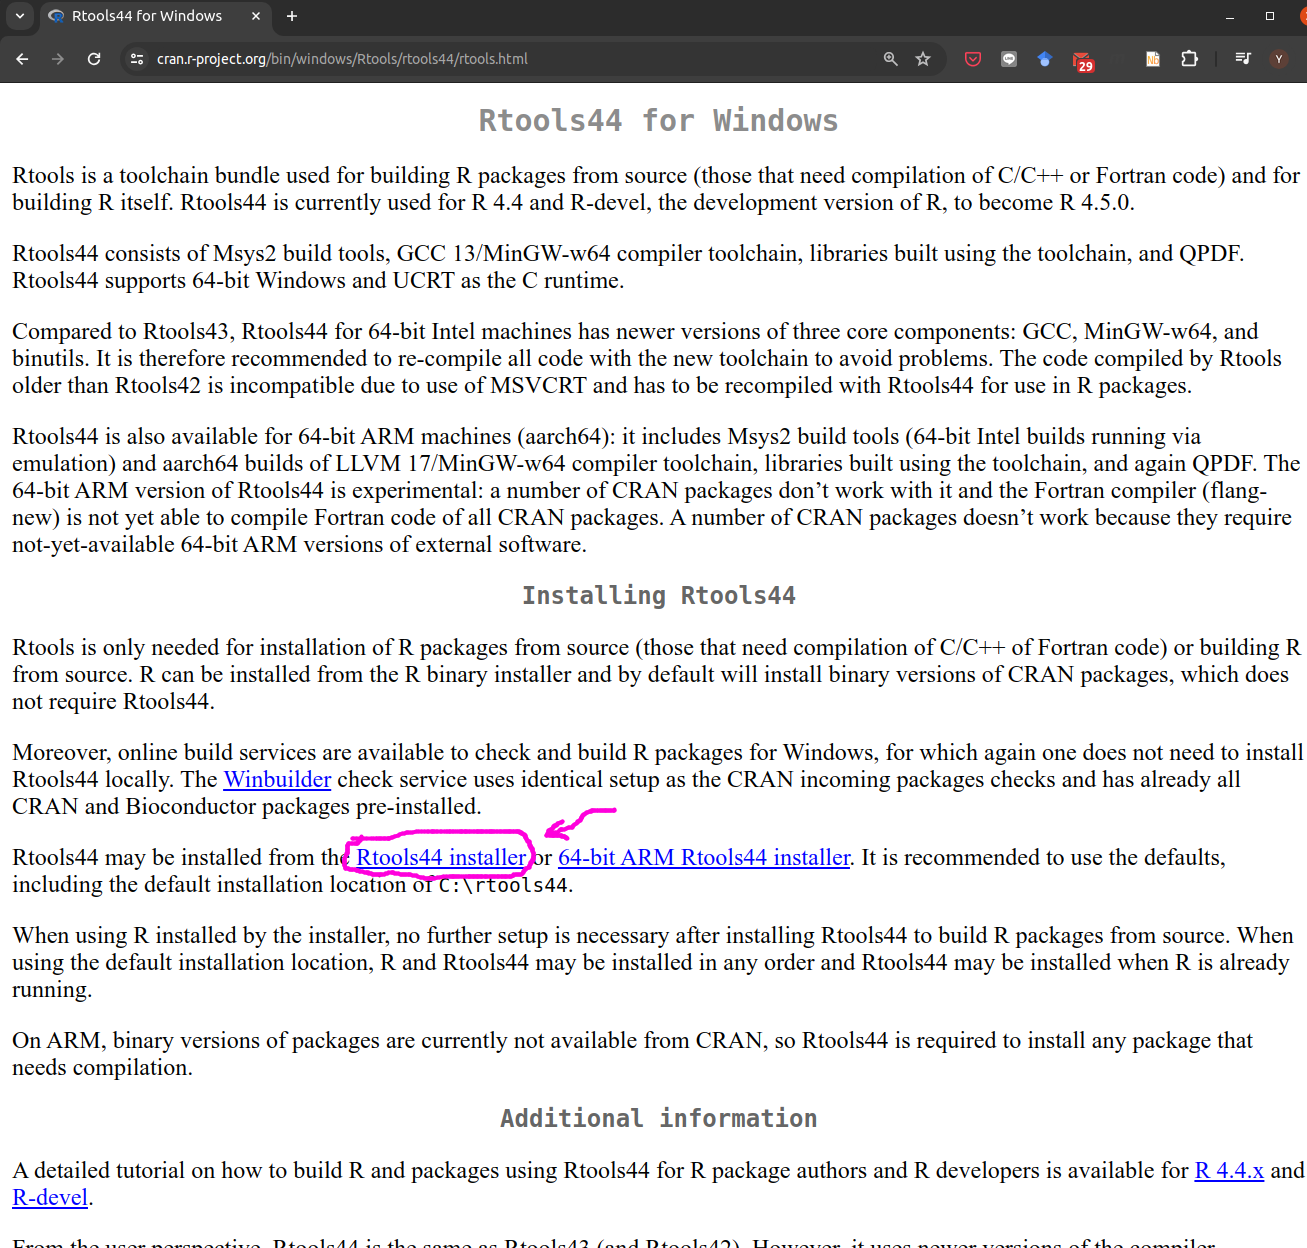 Rtools44 for Windows
cran.r-project.org/bin/windows/Rtools/rtools44/rtools.html
29
Nb
Y
Rtools44 for Windows
Rtools is a toolchain bundle used for building R packages from source (those that need compilation of C/C++ or Fortran code) and for
building R itself. Rtools44 is currently used for R 4.4 and R-devel, the development version of R, to become R 4.5.0.
Rtools44 consists of Msys2 build tools, GCC 13/MinGW-w64 compiler toolchain, libraries built using the toolchain, and QPDF.
Rtools44 supports 64-bit Windows and UCRT as the C runtime.
Compared to Rtools43, Rtools44 for 64-bit Intel machines has newer versions of three core components: GCC, MinGW-w64, and
binutils. It is therefore recommended to re-compile all code with the new toolchain to avoid problems. The code compiled by Rtools
older than Rtools42 is incompatible due to use of MSVCRT and has to be recompiled with Rtools44 for use in R packages.
Rtools44 is also available for 64-bit ARM machines (aarch64): it includes Msys2 build tools (64-bit Intel builds running via
emulation) and aarch64 builds of LLVM 17/MinGW-w64 compiler toolchain, libraries built using the toolchain, and again QPDF. The
64-bit ARM version of Rtools44 is experimental: a number of CRAN packages don’t work with it and the Fortran compiler (flang-
new) is not yet able to compile Fortran code of all CRAN packages. A number of CRAN packages doesn’t work because they require
not-yet-available 64-bit ARM versions of external software.
Installing Rtools44
Rtools is only needed for installation of R packages from source (those that need compilation of C/C++ of Fortran code) or building R
from source. R can be installed from the R binary installer and by default will install binary versions of CRAN packages, which does
not require Rtools44.
Moreover, online build services are available to check and build R packages for Windows, for which again one does not need to install
Rtools44 locally. The Winbuilder check service uses identical setup as the CRAN incoming packages checks and has already all
CRAN and Bioconductor packages pre-installed.
Rtools44 may be installed from the Rtools44 installer or 64-bit ARM Rtools44 installer. It is recommended to use the defaults,
including the default installation location of C:\rtools44.
When using R installed by the installer, no further setup is necessary after installing Rtools44 to build R packages from source. When
using the default installation location, R and Rtools44 may be installed in any order and Rtools44 may be installed when R is already
running.
On ARM, binary versions of packages are currently not available from CRAN, so Rtools44 is required to install any package that
needs compilation.
Additional information
A detailed tutorial on how to build R and packages using Rtools44 for R package authors and R developers is available for R 4.4.x and
R-devel.
From the user perspective, Rtools44 is the same as Rtools43 (and Rtools42). However, it uses newer versions of the compiler